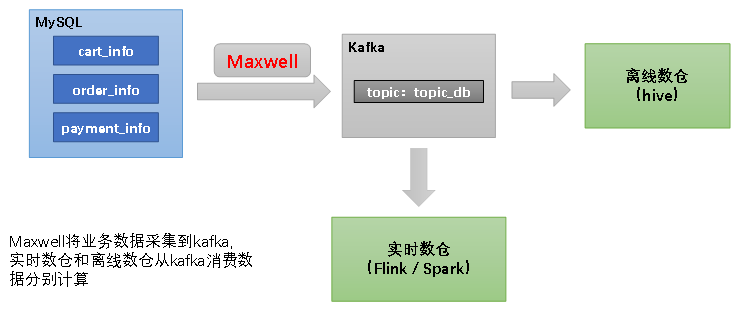 MySQL
cart_info
order_info
payment_info
Maxwell
Kafka
topic：topic_db
离线数仓
（hive）
实时数仓
（Flink / Spark）
Maxwell将业务数据采集到kafka,
实时数仓和离线数仓从kafka消费数
据分别计算